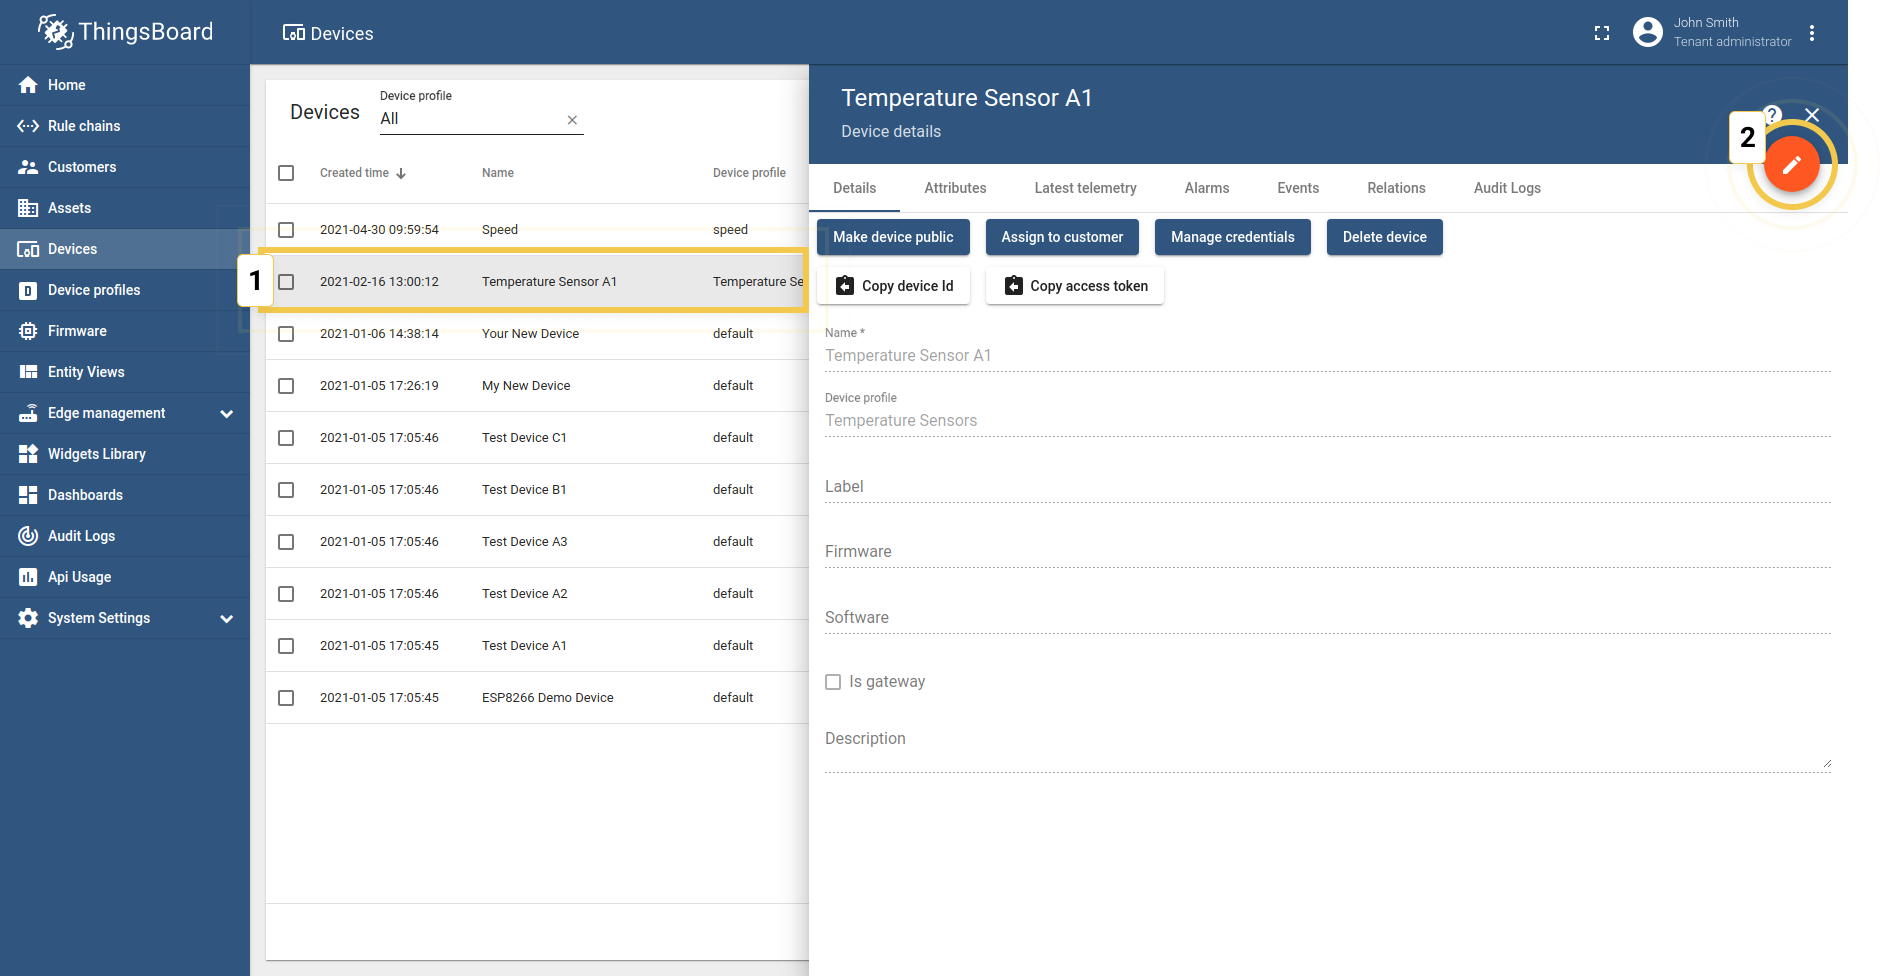 ThingsBoard
Devices
John Smith
Tenant administrator
Home
Rule chains
Customers
Assets
Devices
Device profiles
Firmware
Entity Views
Edge management
Widgets Library
Dashboards
Audit Logs
Api Usage
System Settings
Devices
Device profile
All
Created time Name Device profile
2021-04-30 09:59:54 Speed speed
1
2021-02-16 13:00:12 Temperature Sensor A1 Temperature Se
2021-01-06 14:38:14 Your New Device default
2021-01-05 17:26:19 My New Device default
2021-01-05 17:05:46 Test Device C1 default
2021-01-05 17:05:46 Test Device B1 default
2021-01-05 17:05:46 Test Device A3 default
2021-01-05 17:05:46 Test Device A2 default
2021-01-05 17:05:45 Test Device A1 default
2021-01-05 17:05:45 ESP8266 Demo Device default
Temperature Sensor A1
Device details
?
2
Details Attributes Latest telemetry Alarms Events Relations Audit Logs
Make device public Assign to customer Manage credentials Delete device
Copy device Id Copy access token
Name *
Temperature Sensor A1
Device profile
Temperature Sensors
Label
Firmware
Software
Is gateway
Description